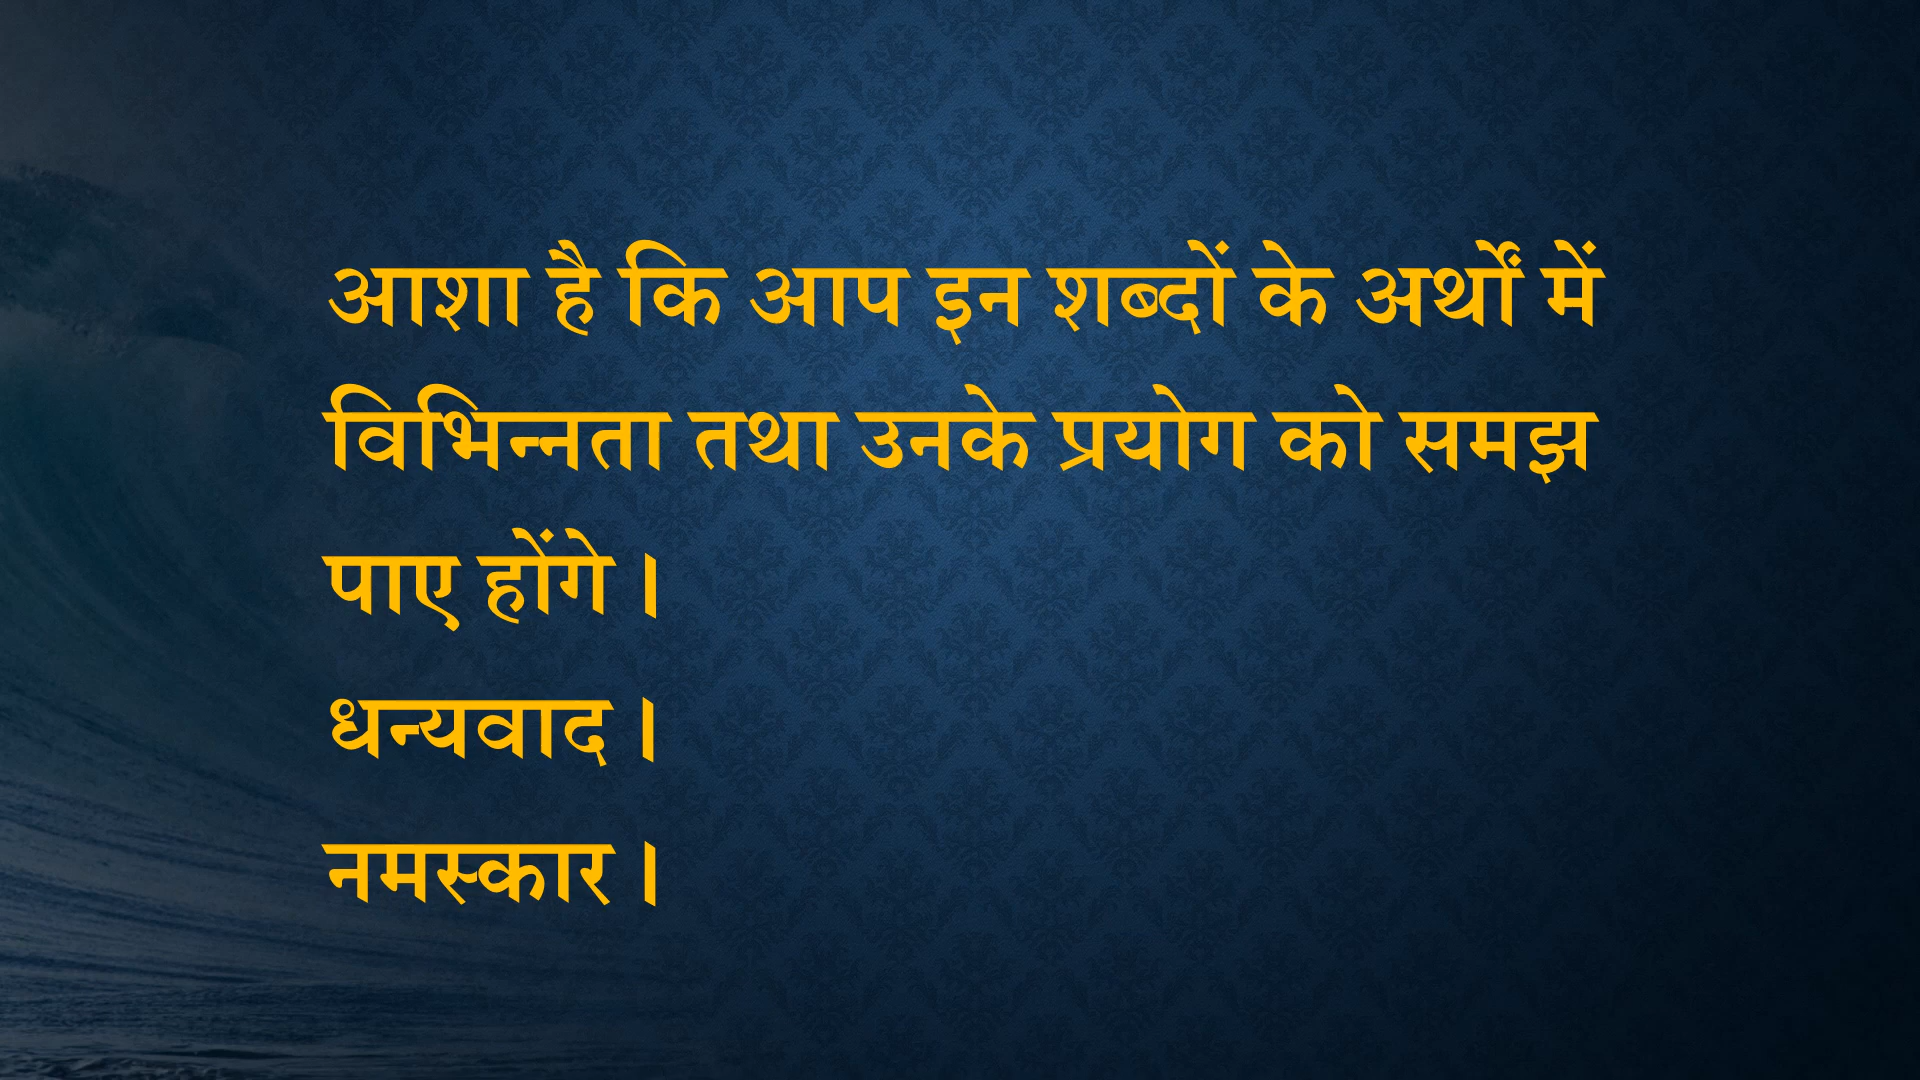 आशा है कि आप इन शब्दों के अर्थों में
विभिन्नता तथा उनके प्रयोग को समझ
पाए होंगे ।
धन्यवाद ।
नमस्कार ।